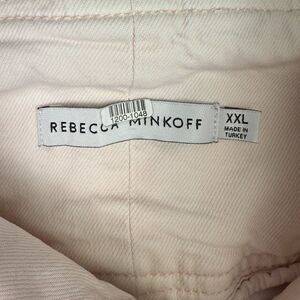 1200-1048
REBECCA MINKOFF
XXL
MADE IN
TURKEY